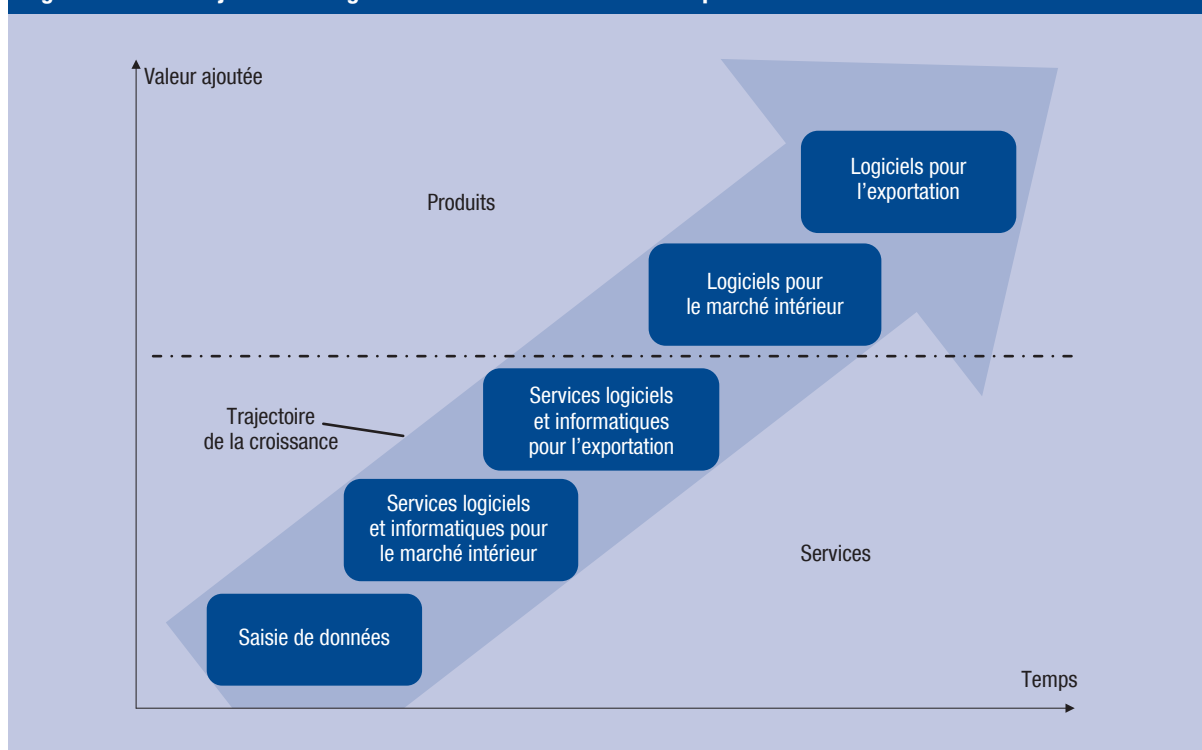 Valeur ajoutée
Produits
Logiciels pour
l'exportation
Logiciels pour
le marché intérieur
Services logiciels
et informatiques
pour l'exportation
Trajectoire
de la croissance
Services logiciels
et informatiques pour
le marché intérieur
Services
Saisie de données
Temps